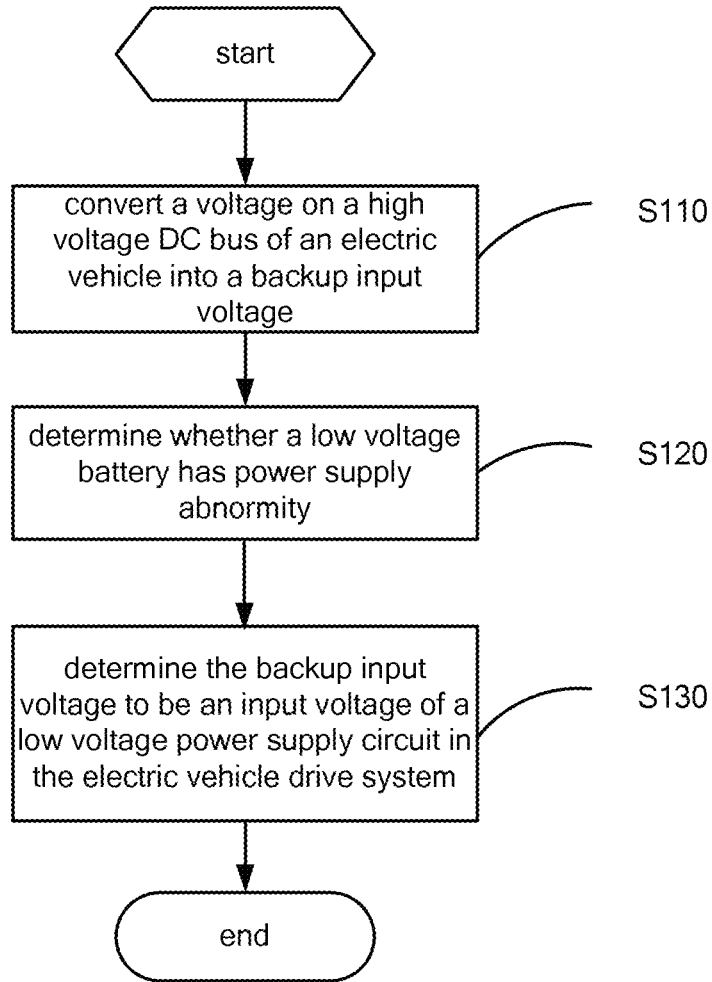 start
convert a voltage on a high
voltage DC bus of an electric
vehicle into a backup input
voltage
S110
determine whether a low voltage
battery has power supply
abnormity
S120
determine the backup input
voltage to be an input voltage of a
low voltage power supply circuit in
the electric vehicle drive system
S130
end